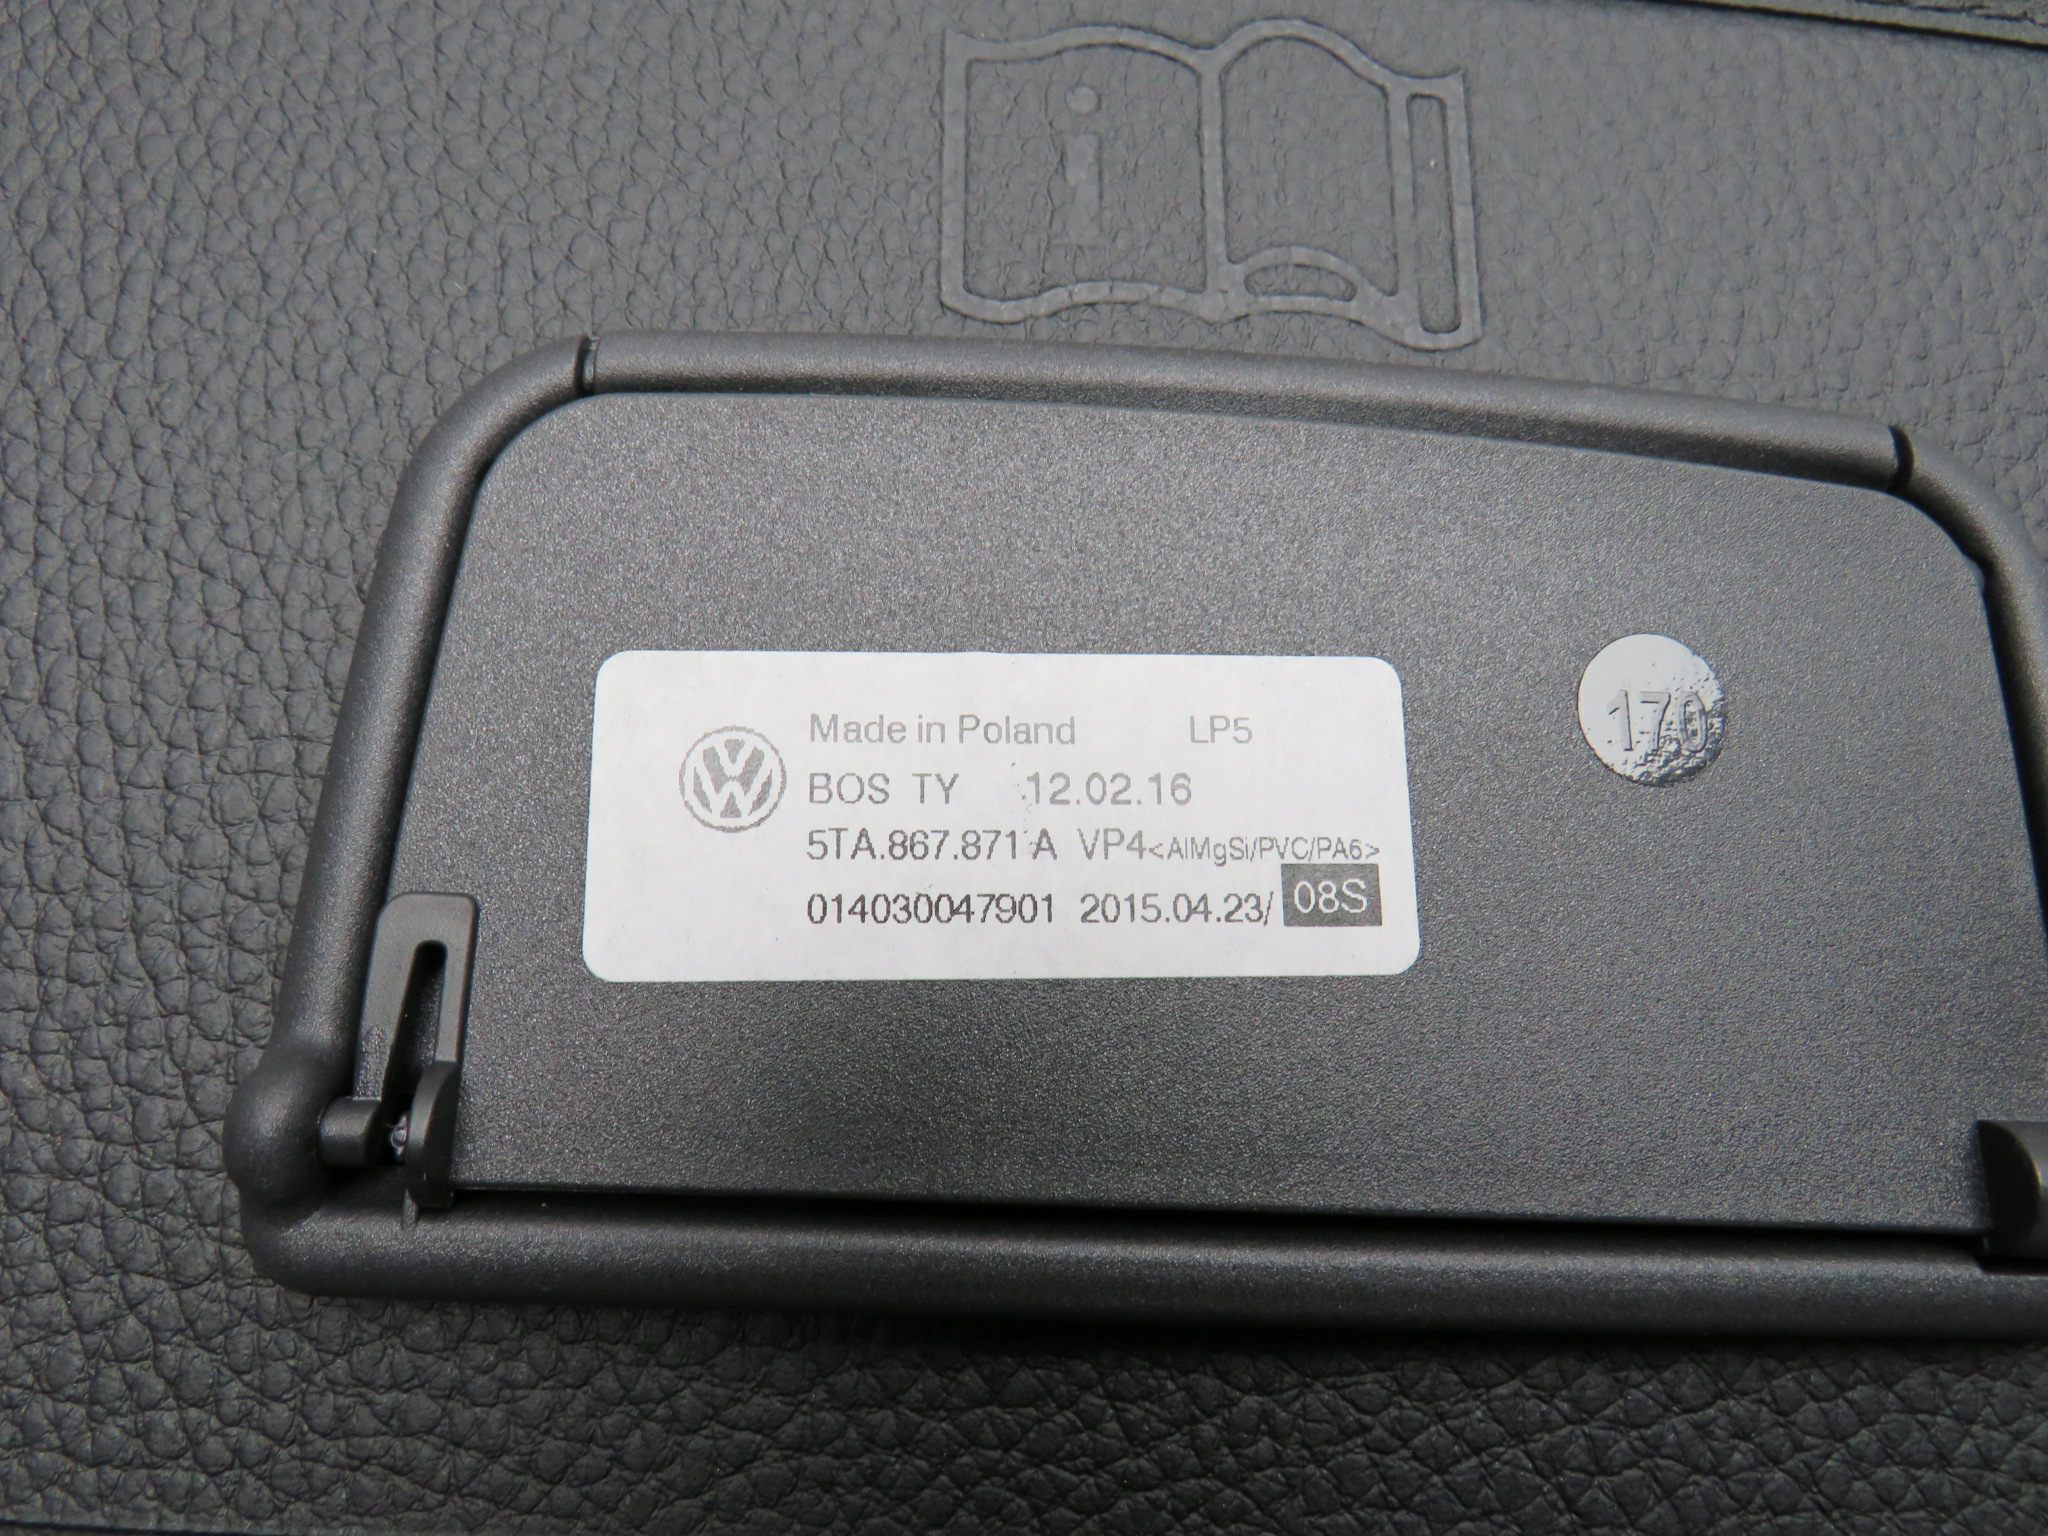 i
Made in Poland LP5
BOS TY 12.02.16
5TA.867.871 A VP4<AlMgSi/PVC/PA6>
014030047901 2015.04.23/ 08S
170